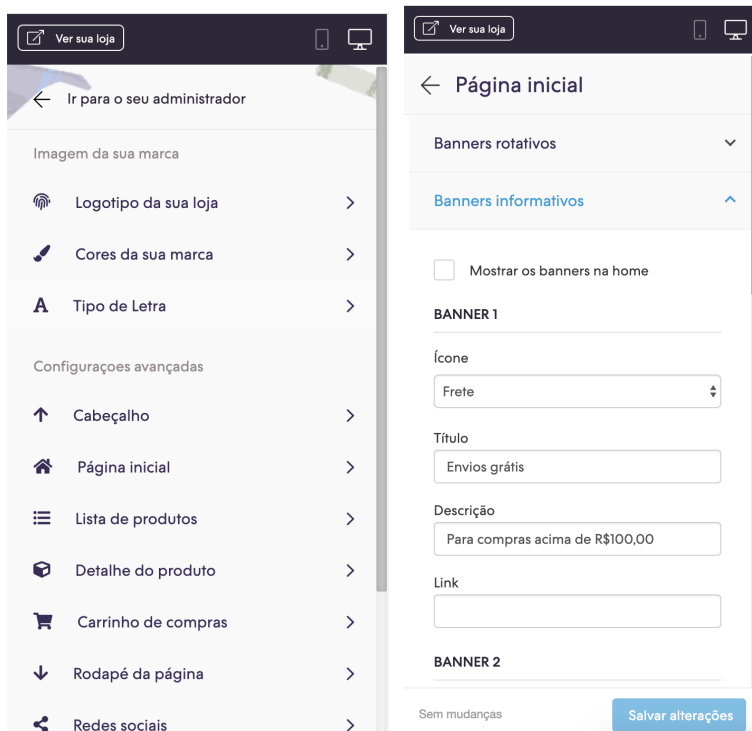 Ver sua loja
Ir para o seu administrador
Imagem da sua marca
Logotipo da sua loja
Cores da sua marca
A Tipo de Letra
Configuraçoes avançadas
Cabeçalho
Página inicial
Lista de produtos
Detalhe do produto
Carrinho de compras
Rodapé da página
Redes sociais
Ver sua loja
Página inicial
Banners rotativos
Banners informativos
Mostrar os banners na home
BANNER 1
Ícone
Frete
Título
Envios grátis
Descrição
Para compras acima de R$100,00
Link
BANNER 2
Sem mudanças
Salvar alterações